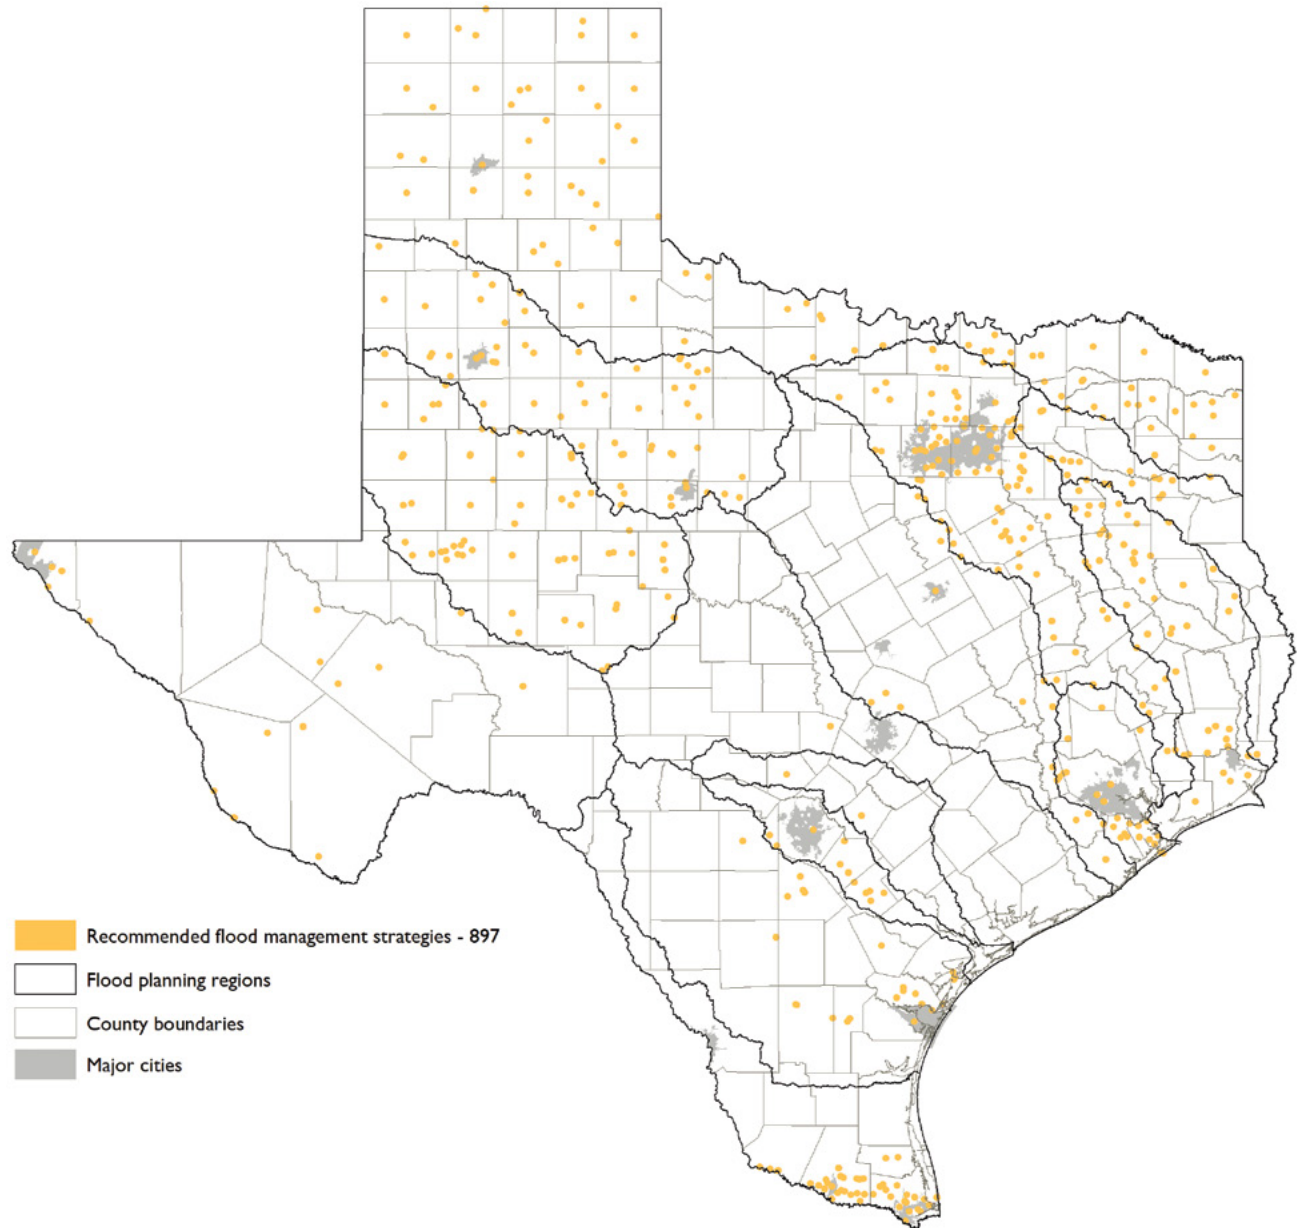 Recommended flood management strategies - 897
Flood planning regions
County boundaries
Major cities